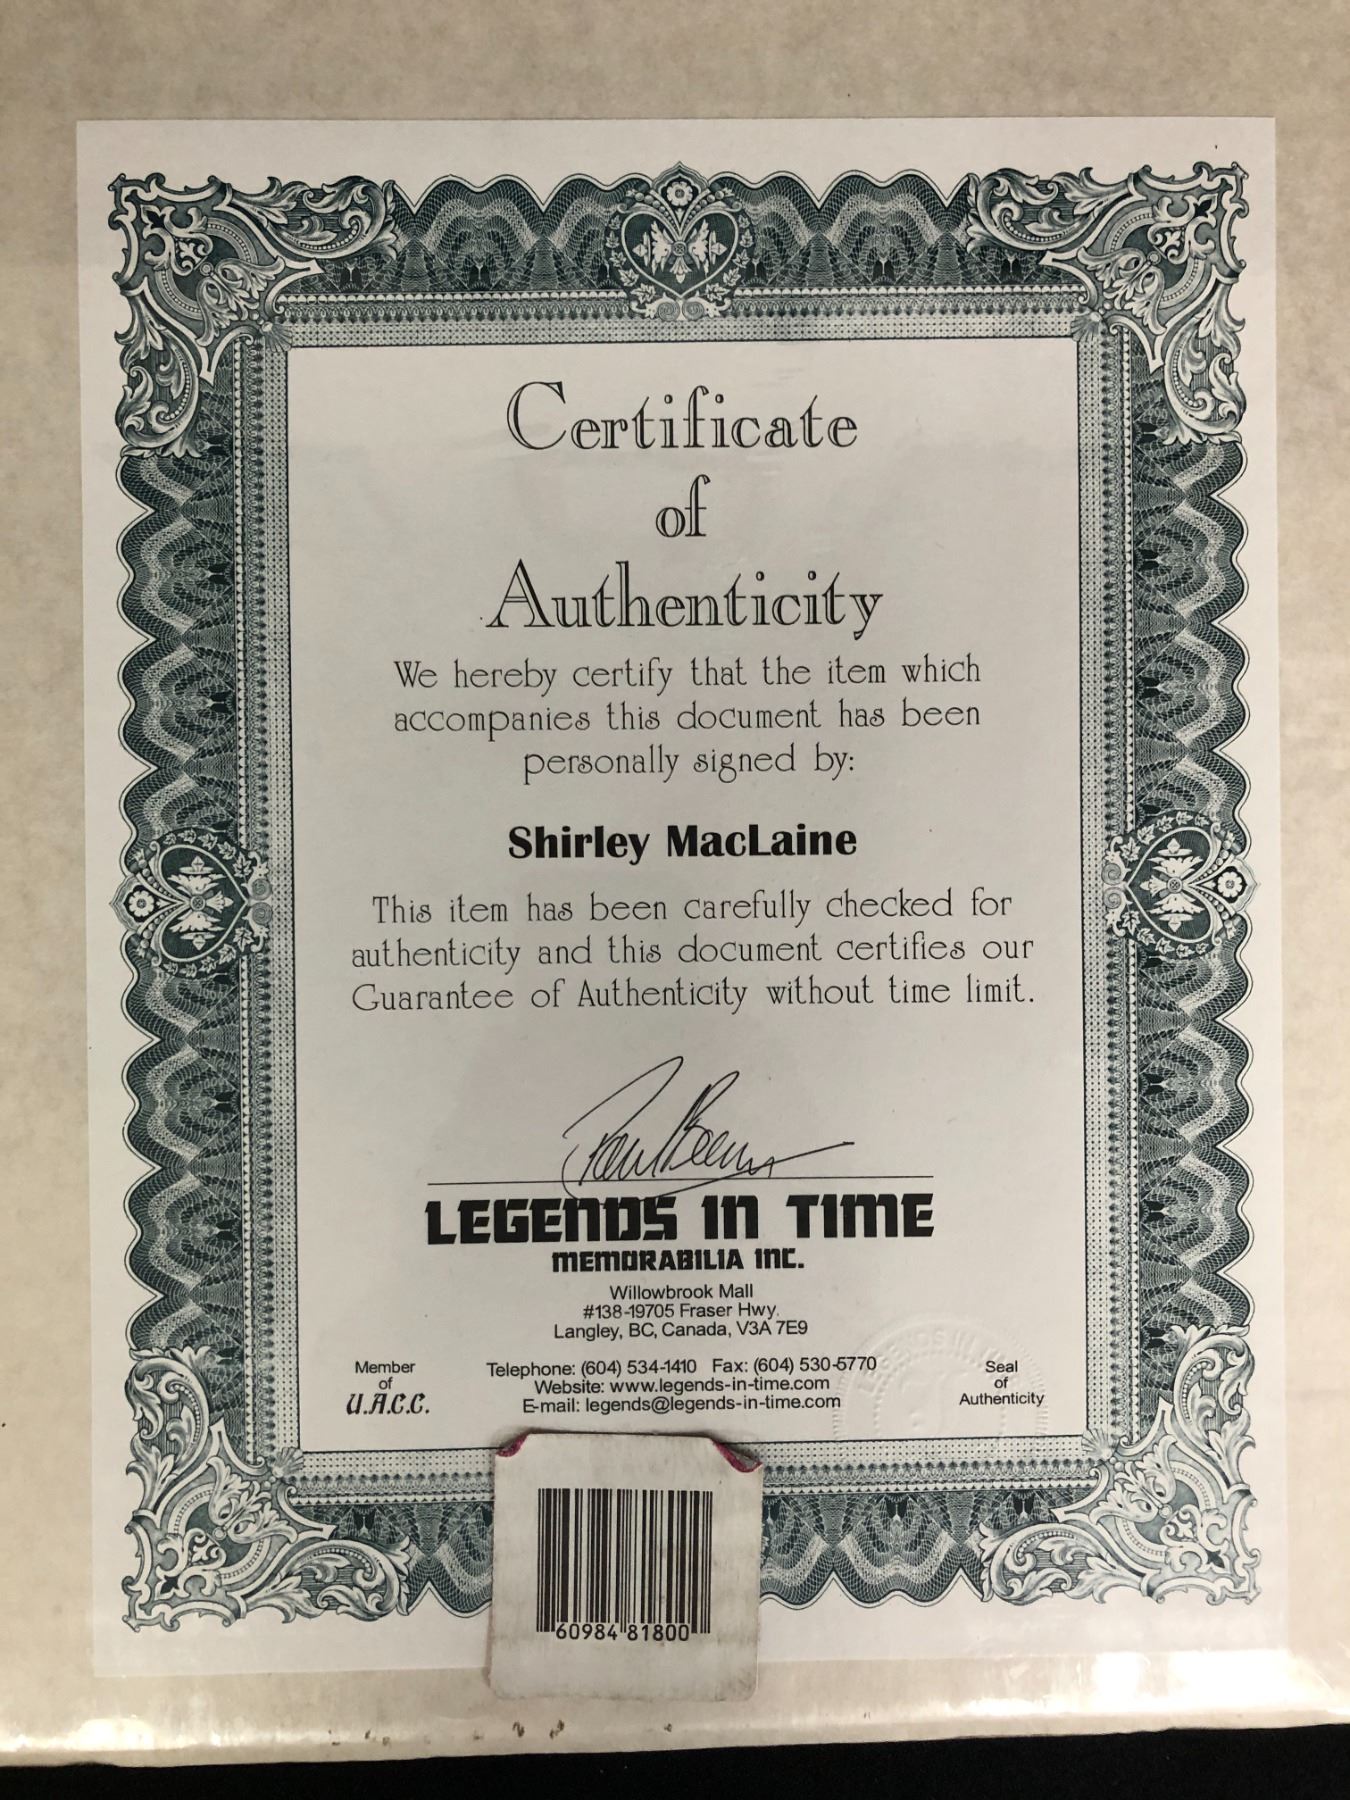 Certificate
of
Authenticity
We hereby certify that the item which
accompanies this document has been
personally signed by:
Shirley MacLaine
This item has been carefully checked for
authenticity and this document certifies our
Guarantee of Authenticity without time limit.
LEGENDS IN TIME
MEMORABILIA INC.
Willowbrook Mall
#138-19705 Fraser Hwy.
Langley, BC, Canada, V3A 7E9
Member
of
U.A.C.C.
Telephone: (604) 534-1410 Fax: (604) 530-5770
Website: www.legends-in-time.com
E-mail: legends@legends-in-time.com
Seal
of
Authenticity
60984 81800